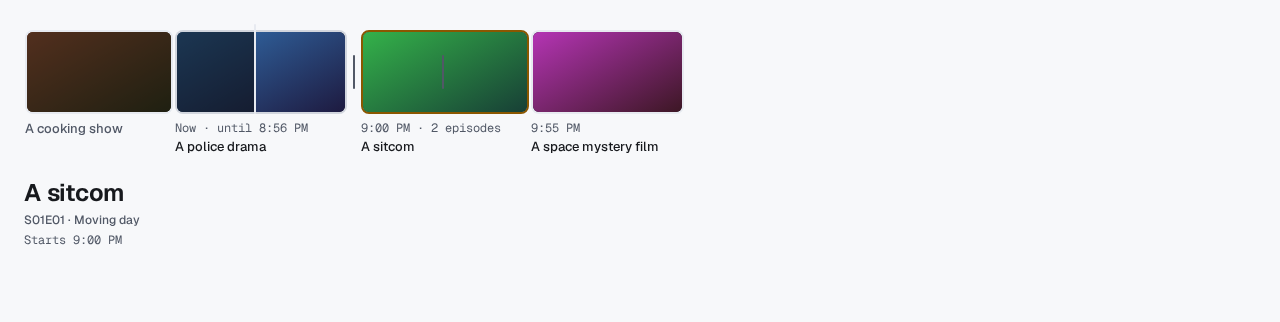 A cooking show
Now · until 8:56 PM
A police drama
9:00 PM · 2 episodes
A sitcom
9:55 PM
A space mystery film
A sitcom
S01E01 · Moving day
Starts 9:00 PM